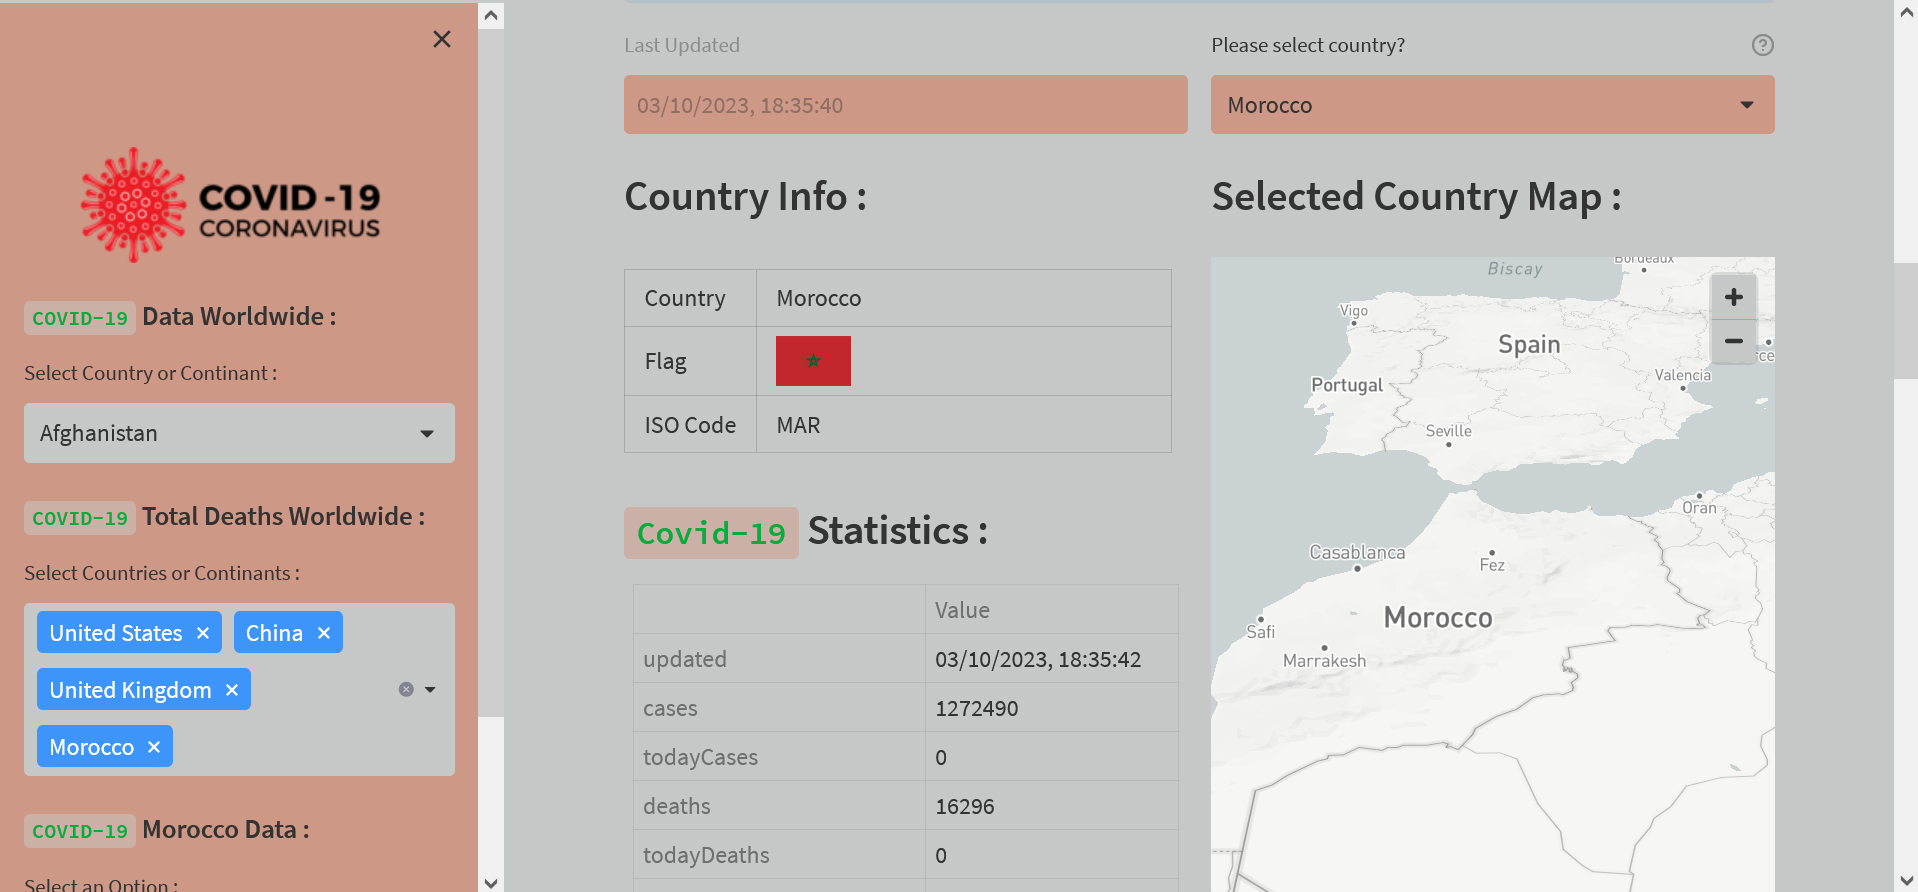 COVID-19
CORONAVIRUS
COVID-19 Data Worldwide :
Select Country or Continant :
Afghanistan
COVID-19 Total Deaths Worldwide :
Select Countries or Continants :
United States × China ×
United Kingdom ×
Morocco ×
COVID-19 Morocco Data :
Select an Option :
Last Updated
03/10/2023, 18:35:40
Please select country?
Morocco
Country Info :
Country Morocco
Flag
ISO Code MAR
Covid-19 Statistics :
Value
updated 03/10/2023, 18:35:42
cases 1272490
todayCases 0
deaths 16296
todayDeaths 0
Selected Country Map :
Biscay
Bordeaux
+
−
Vigo
Spain
Portugal
Valencia
Seville
Oran
Casablanca
Fez
Morocco
Safi
Marrakesh